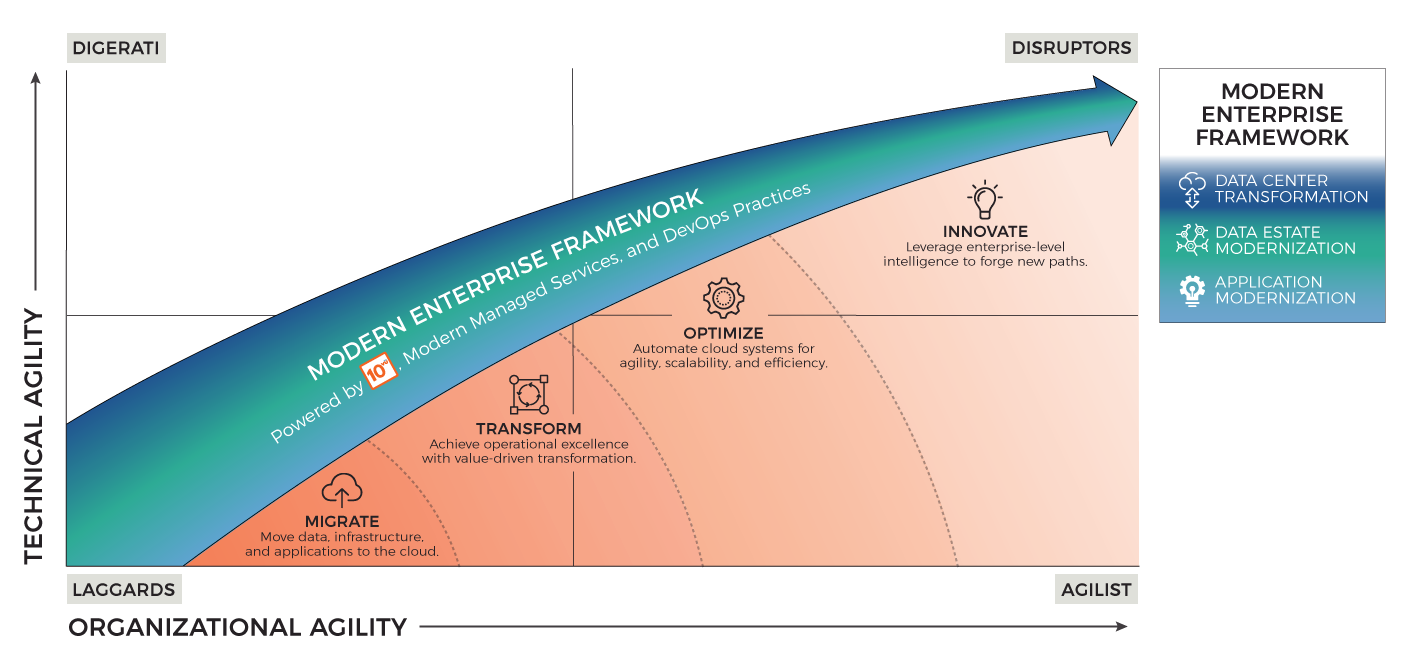 DIGERATI
DISRUPTORS
TECHNICAL AGILITY
MODERN ENTERPRISE FRAMEWORK
Powered by 10ᵗʰ, Modern Managed Services, and DevOps Practices
INNOVATE
Leverage enterprise-level
intelligence to forge new paths.
OPTIMIZE
Automate cloud systems for
agility, scalability, and efficiency.
TRANSFORM
Achieve operational excellence
with value-driven transformation.
MIGRATE
Move data, infrastructure,
and applications to the cloud.
LAGGARDS
AGILIST
ORGANIZATIONAL AGILITY
MODERN
ENTERPRISE
FRAMEWORK
DATA CENTER
TRANSFORMATION
DATA ESTATE
MODERNIZATION
APPLICATION
MODERNIZATION